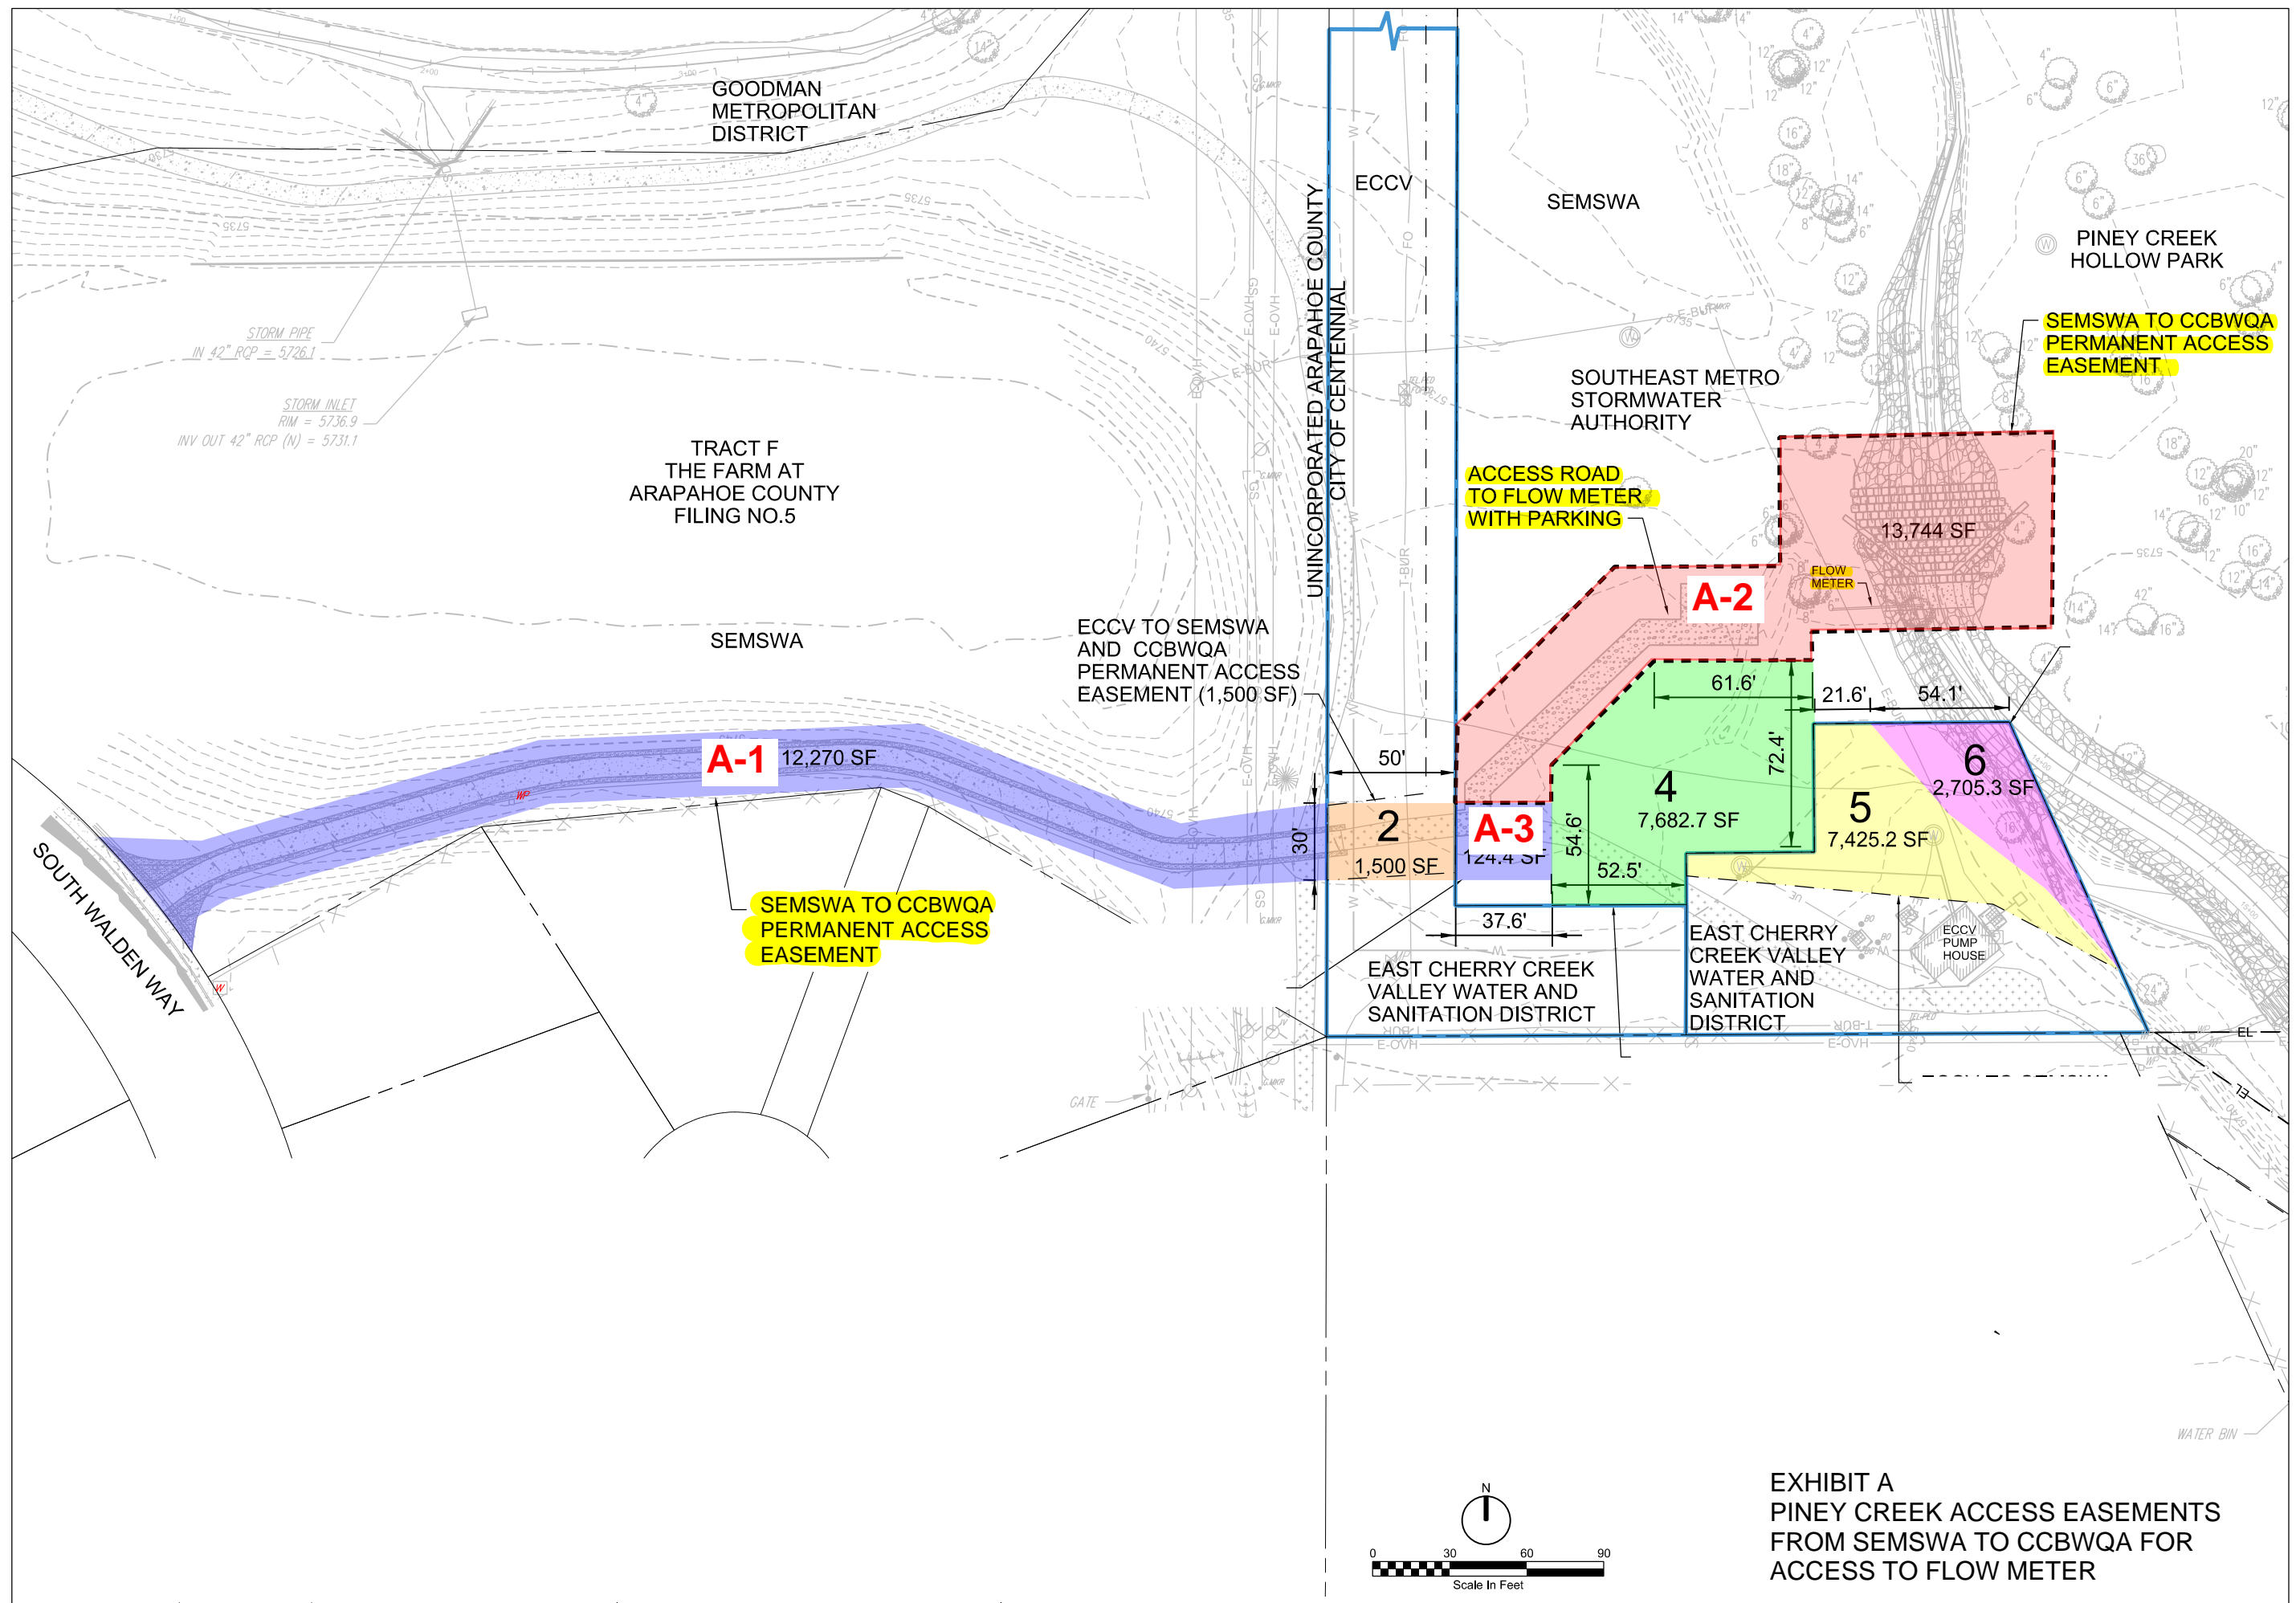 GOODMAN
METROPOLITAN
DISTRICT
ECCV
SEMSWA
UNINCORPORATED ARAPAHOE COUNTY
CITY OF CENTENNIAL
PINEY CREEK
HOLLOW PARK
SEMSWA TO CCBWQA
PERMANENT ACCESS
EASEMENT
STORM PIPE
IN 42" RCP = 5726.1
STORM INLET
RIM = 5736.9
INV OUT 42" RCP (N) = 5731.1
SOUTHEAST METRO
STORMWATER
AUTHORITY
TRACT F
THE FARM AT
ARAPAHOE COUNTY
FILING NO.5
ACCESS ROAD
TO FLOW METER
WITH PARKING
13,744 SF
FLOW
METER
A-2
SEMSWA
ECCV TO SEMSWA
AND CCBWQA
PERMANENT ACCESS
EASEMENT (1,500 SF)
61.6'
21.6'
54.1'
72.4'
50'
A-1
12,270 SF
30'
2
1,500 SF
A-3
124.4 SF
54.6'
52.5'
37.6'
4
7,682.7 SF
5
7,425.2 SF
6
2,705.3 SF
SOUTH WALDEN WAY
SEMSWA TO CCBWQA
PERMANENT ACCESS
EASEMENT
EAST CHERRY CREEK
VALLEY WATER AND
SANITATION DISTRICT
EAST CHERRY
CREEK VALLEY
WATER AND
SANITATION
DISTRICT
ECCV
PUMP
HOUSE
T-BUR
E-OVH
T-BUR
E-OVH
EL
EL
GATE
WATER BIN
N
0 30 60 90
Scale In Feet
EXHIBIT A
PINEY CREEK ACCESS EASEMENTS
FROM SEMSWA TO CCBWQA FOR
ACCESS TO FLOW METER